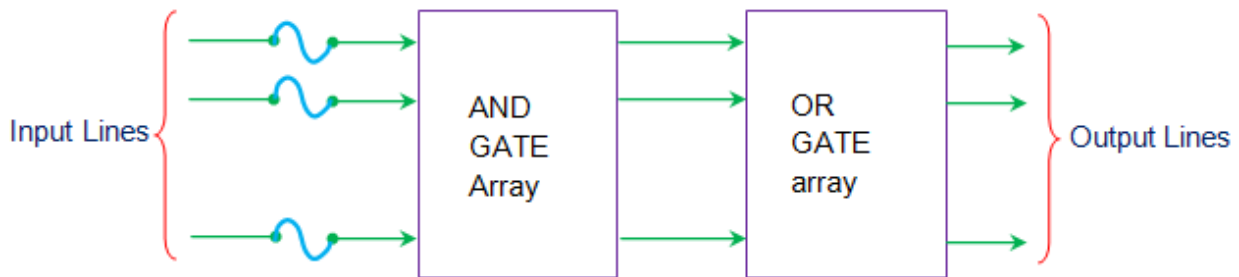 Input Lines
AND
GATE
Array
OR
GATE
array
Output Lines